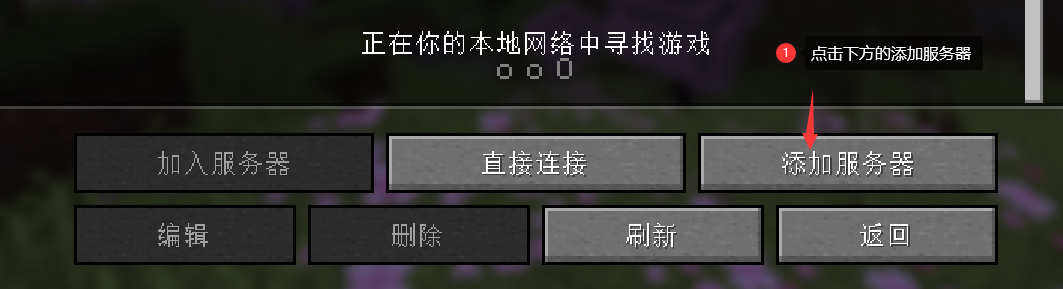 正在你的本地网络中寻找游戏
o o O
1 点击下方的添加服务器
加入服务器 直接连接 添加服务器
编辑 删除 刷新 返回